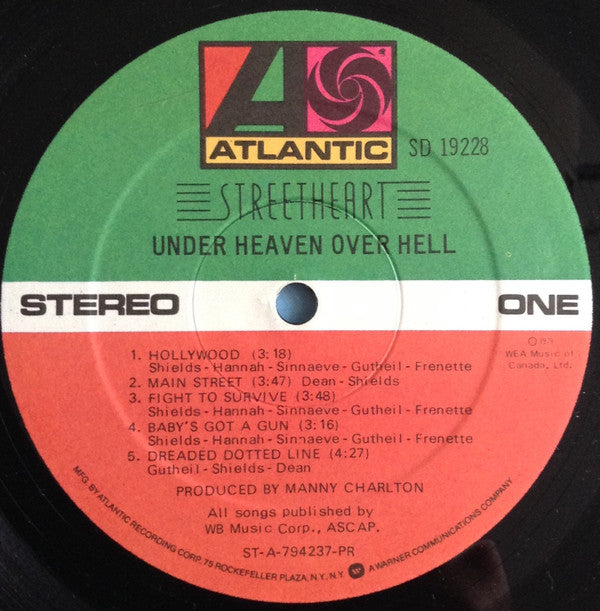 A
ATLANTIC
SD 19228
STREETHEART
UNDER HEAVEN OVER HELL
STEREO
ONE
1. HOLLYWOOD (3:18)
Shields - Hannah - Sinnaeve - Gutheil - Frenette
2. MAIN STREET (3:47) Dean - Shields
3. FIGHT TO SURVIVE (3:48)
Shields - Hannah - Sinnaeve - Gutheil - Frenette
4. BABY'S GOT A GUN (3:16)
Shields - Hannah - Sinnaeve - Gutheil - Frenette
5. DREADED DOTTED LINE (4:27)
Gutheil - Shields - Dean
℗ 1979
WEA Music of
Canada, Ltd.
PRODUCED BY MANNY CHARLTON
All songs published by
WB Music Corp., ASCAP.
ST-A-794237-PR
MFG. BY ATLANTIC RECORDING CORP. 75 ROCKEFELLER PLAZA, N.Y., N.Y. A WARNER COMMUNICATIONS COMPANY